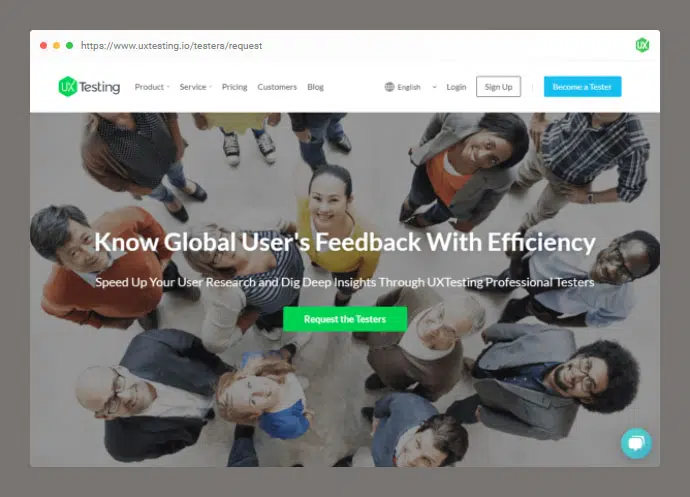 https://www.uxtesting.io/testers/request
UX
UX Testing Product Service Pricing Customers Blog English Login Sign Up Become a Tester
Know Global User's Feedback With Efficiency
Speed Up Your User Research and Dig Deep Insights Through UXTesting Professional Testers
Request the Testers